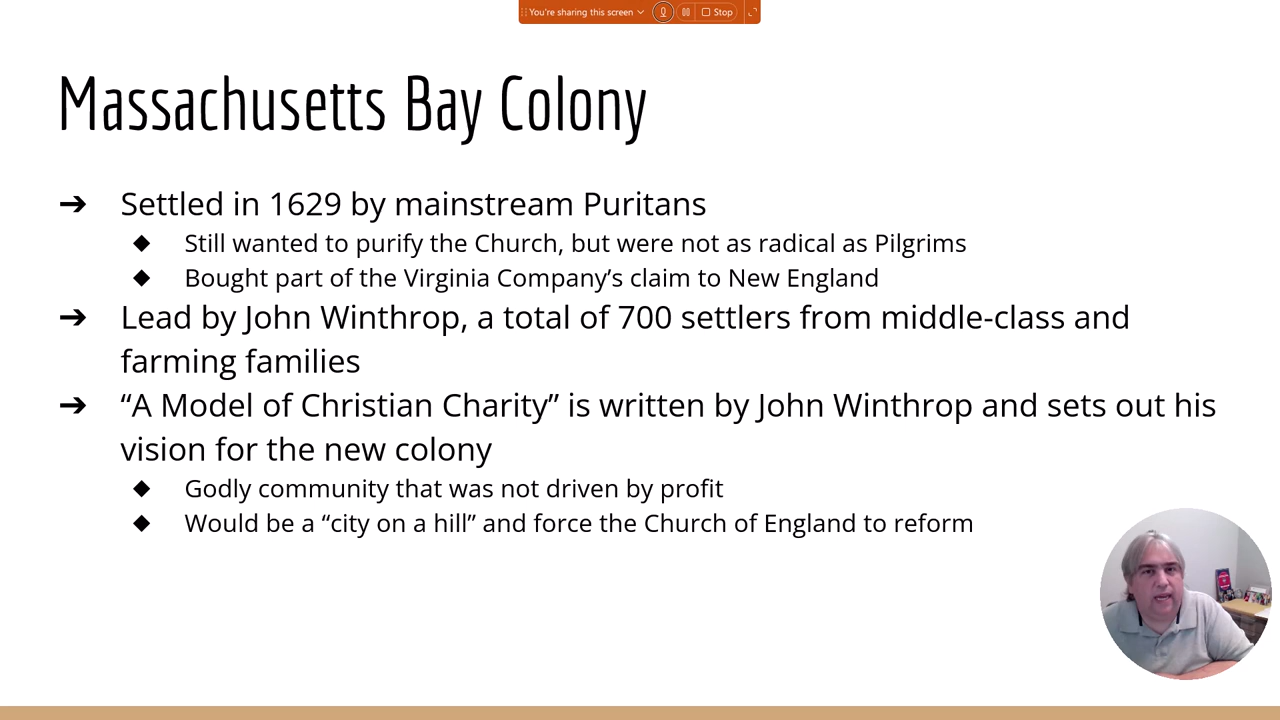 You're sharing this screen
Stop
Massachusetts Bay Colony
➔ Settled in 1629 by mainstream Puritans
◆ Still wanted to purify the Church, but were not as radical as Pilgrims
◆ Bought part of the Virginia Company’s claim to New England
➔ Lead by John Winthrop, a total of 700 settlers from middle-class and
farming families
➔ “A Model of Christian Charity” is written by John Winthrop and sets out his
vision for the new colony
◆ Godly community that was not driven by profit
◆ Would be a “city on a hill” and force the Church of England to reform